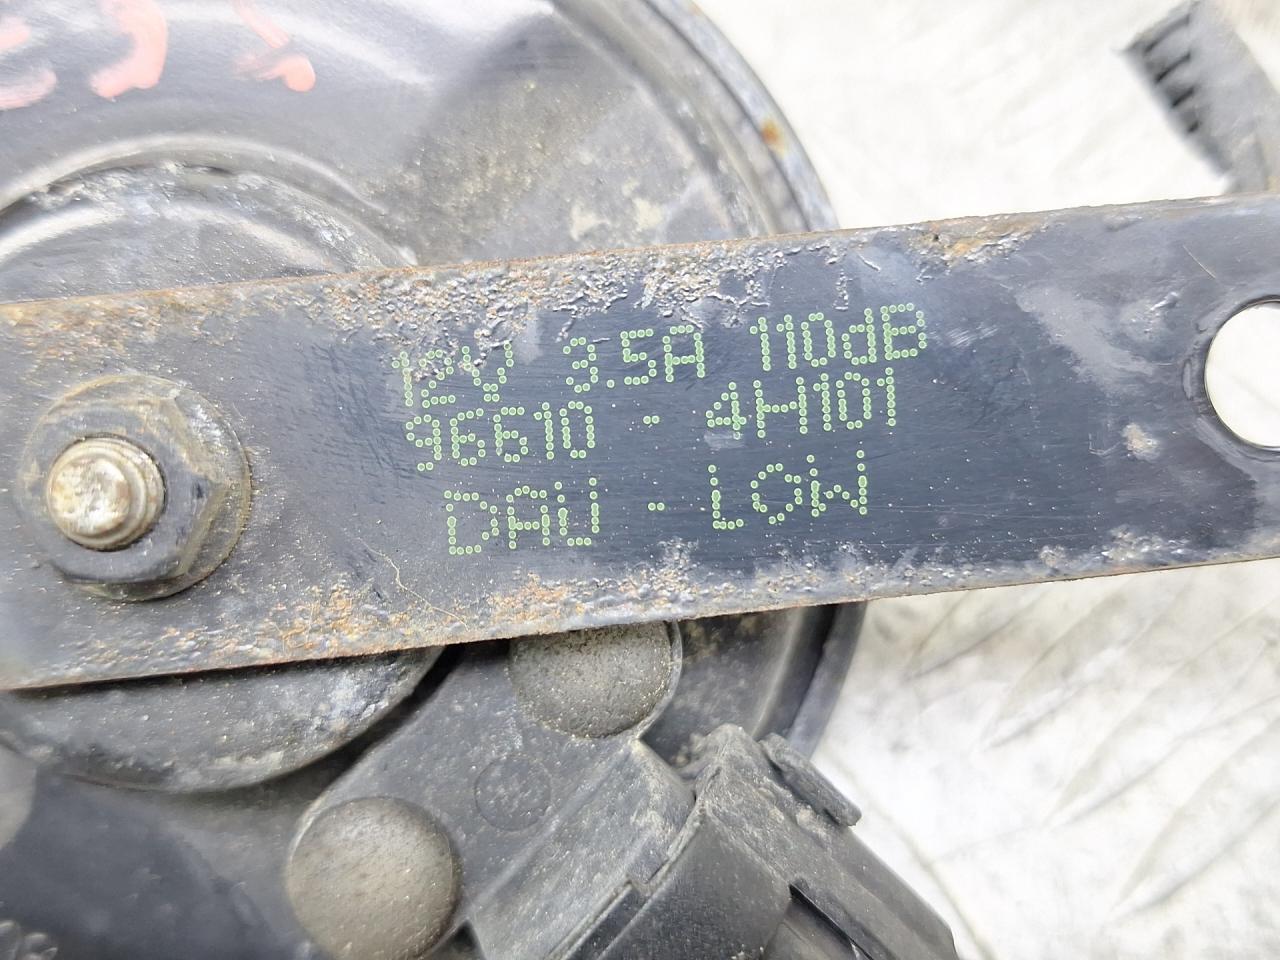 12V 3.5A 110dB
96610 - 4H101
DAU - LOW